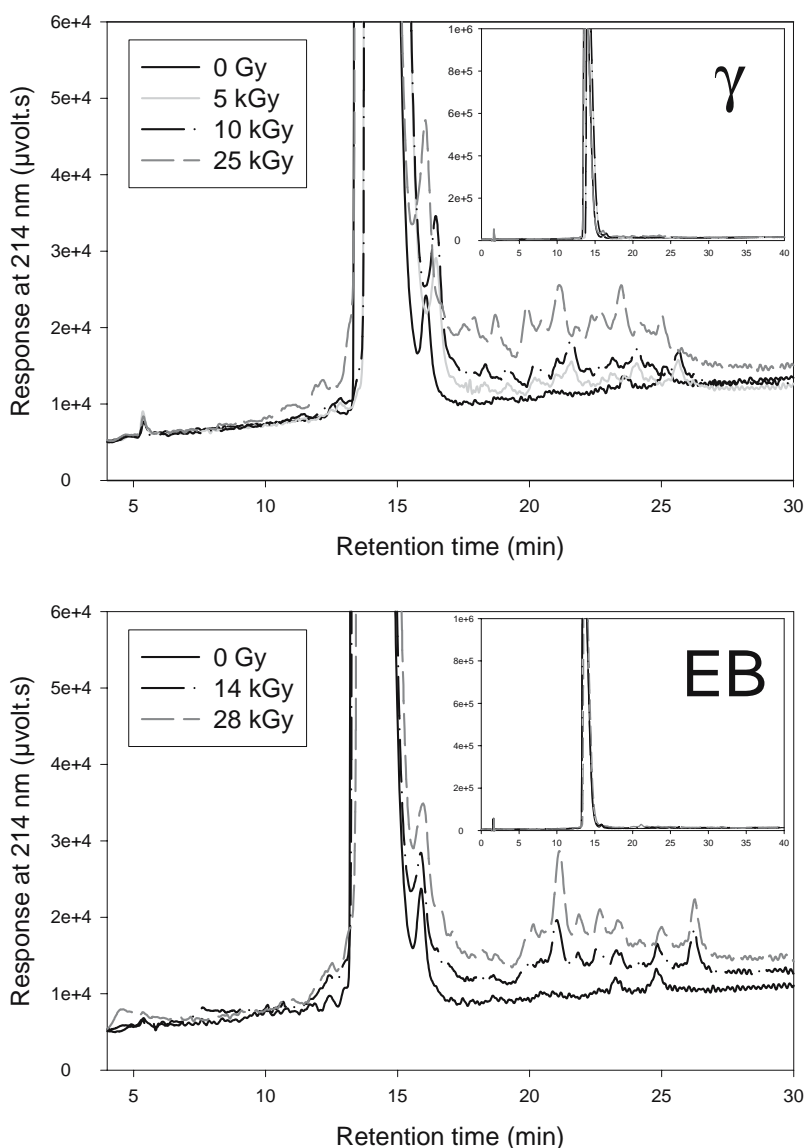 6e+4
5e+4
4e+4
3e+4
2e+4
1e+4
0
Response at 214 nm (µvolt.s)
0 Gy
5 kGy
10 kGy
25 kGy
1e+6
8e+5
6e+5
4e+5
2e+5
0
0 5 10 15 20 25 30 35 40
γ
5 10 15 20 25 30
Retention time (min)
6e+4
5e+4
4e+4
3e+4
2e+4
1e+4
0
Response at 214 nm (µvolt.s)
0 Gy
14 kGy
28 kGy
1e+6
8e+5
6e+5
4e+5
2e+5
0
0 5 10 15 20 25 30 35 40
EB
5 10 15 20 25 30
Retention time (min)